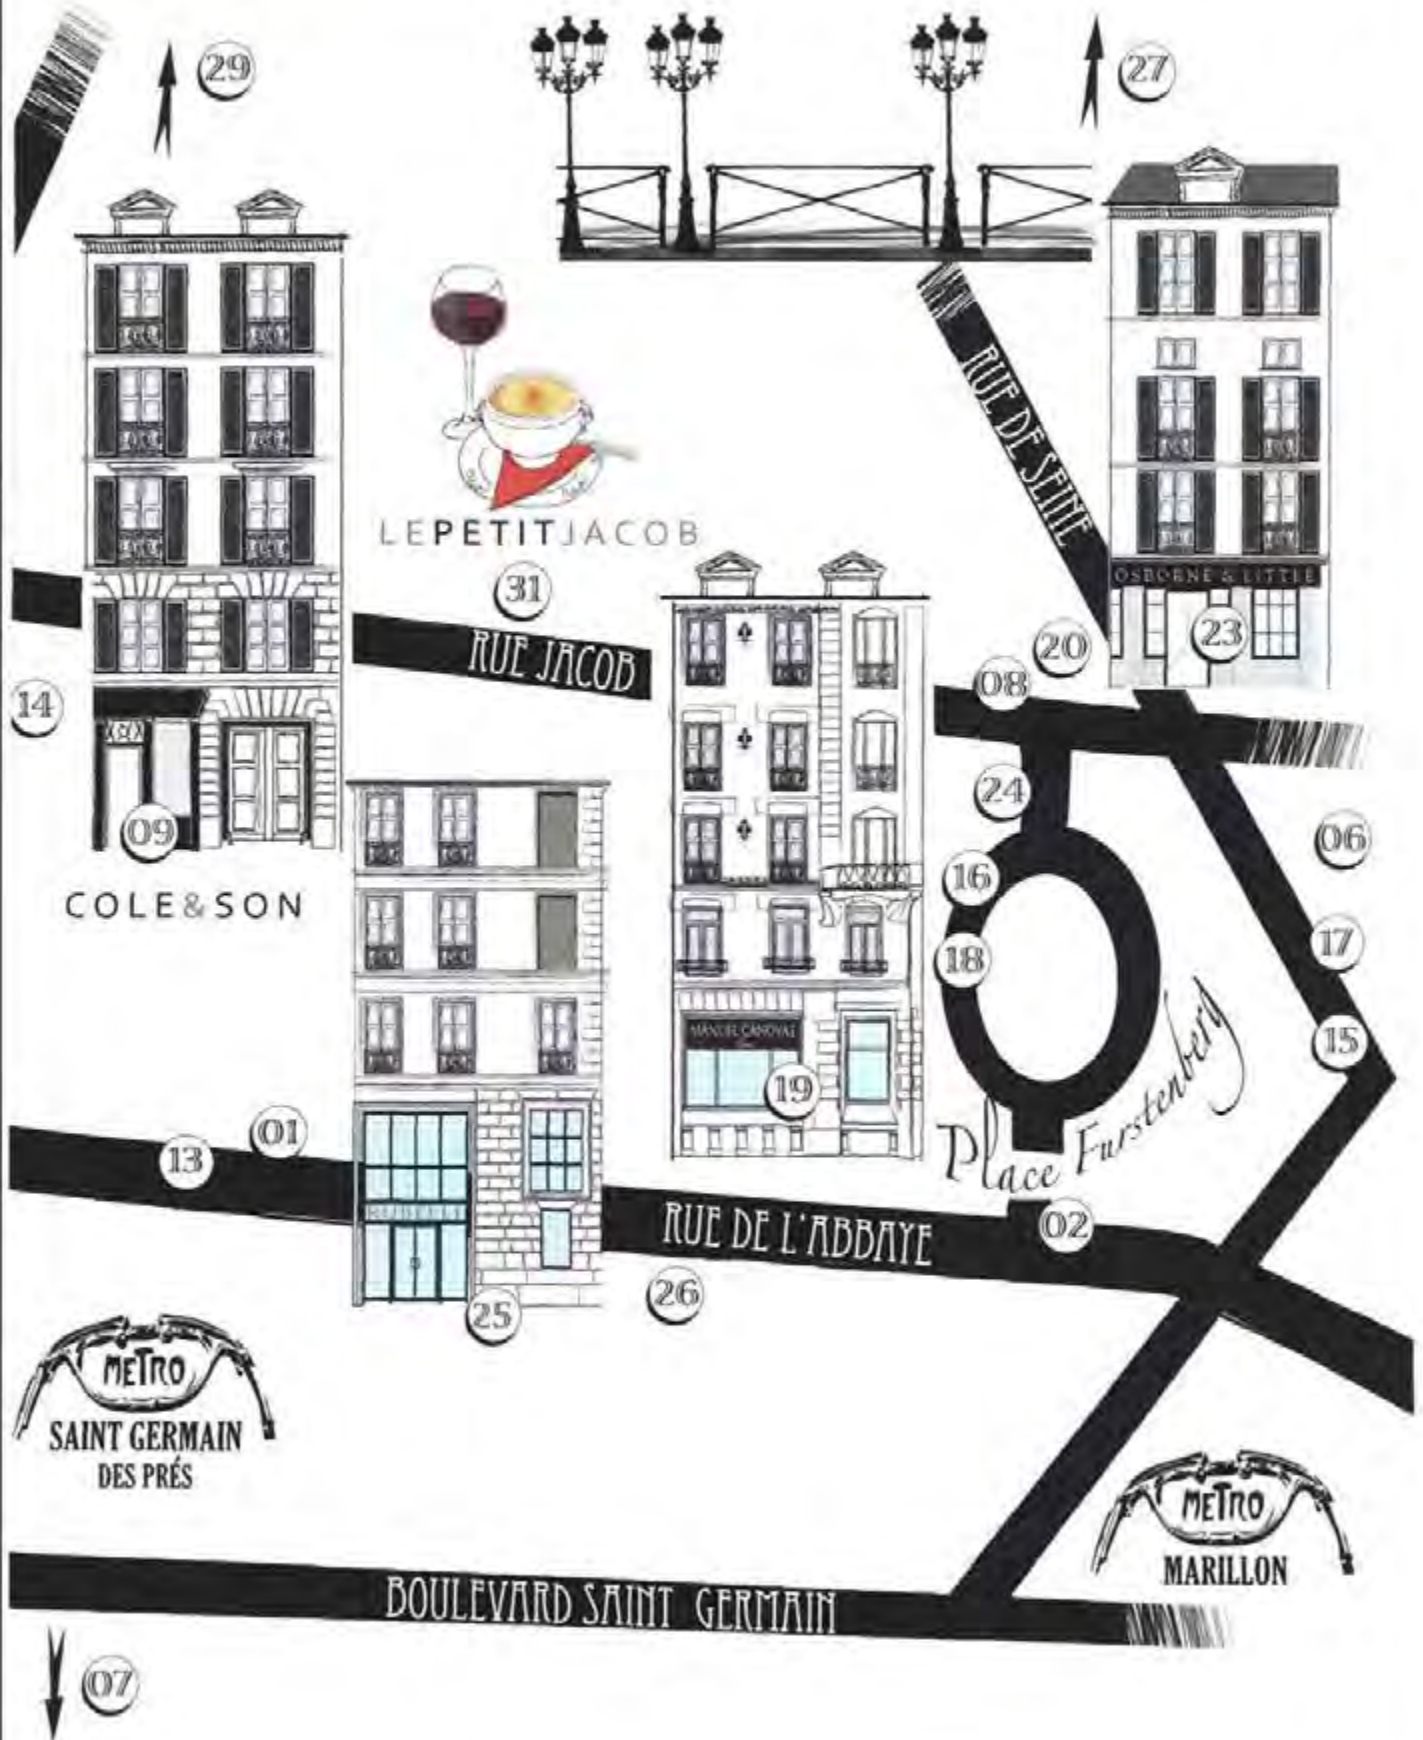 29
27
RUE DE SEINE
LEPETITJACOB
31
OSBORNE & LITTLE
23
RUE JACOB
20
08
14
24
09
06
16
COLE&SON
17
18
MANUEL CANOVAS
15
19
01
13
Place Furstenberg
RUE DE L'ABBAYE
02
26
25
METRO
SAINT GERMAIN
DES PRÉS
METRO
MARILLON
BOULEVARD SAINT GERMAIN
07